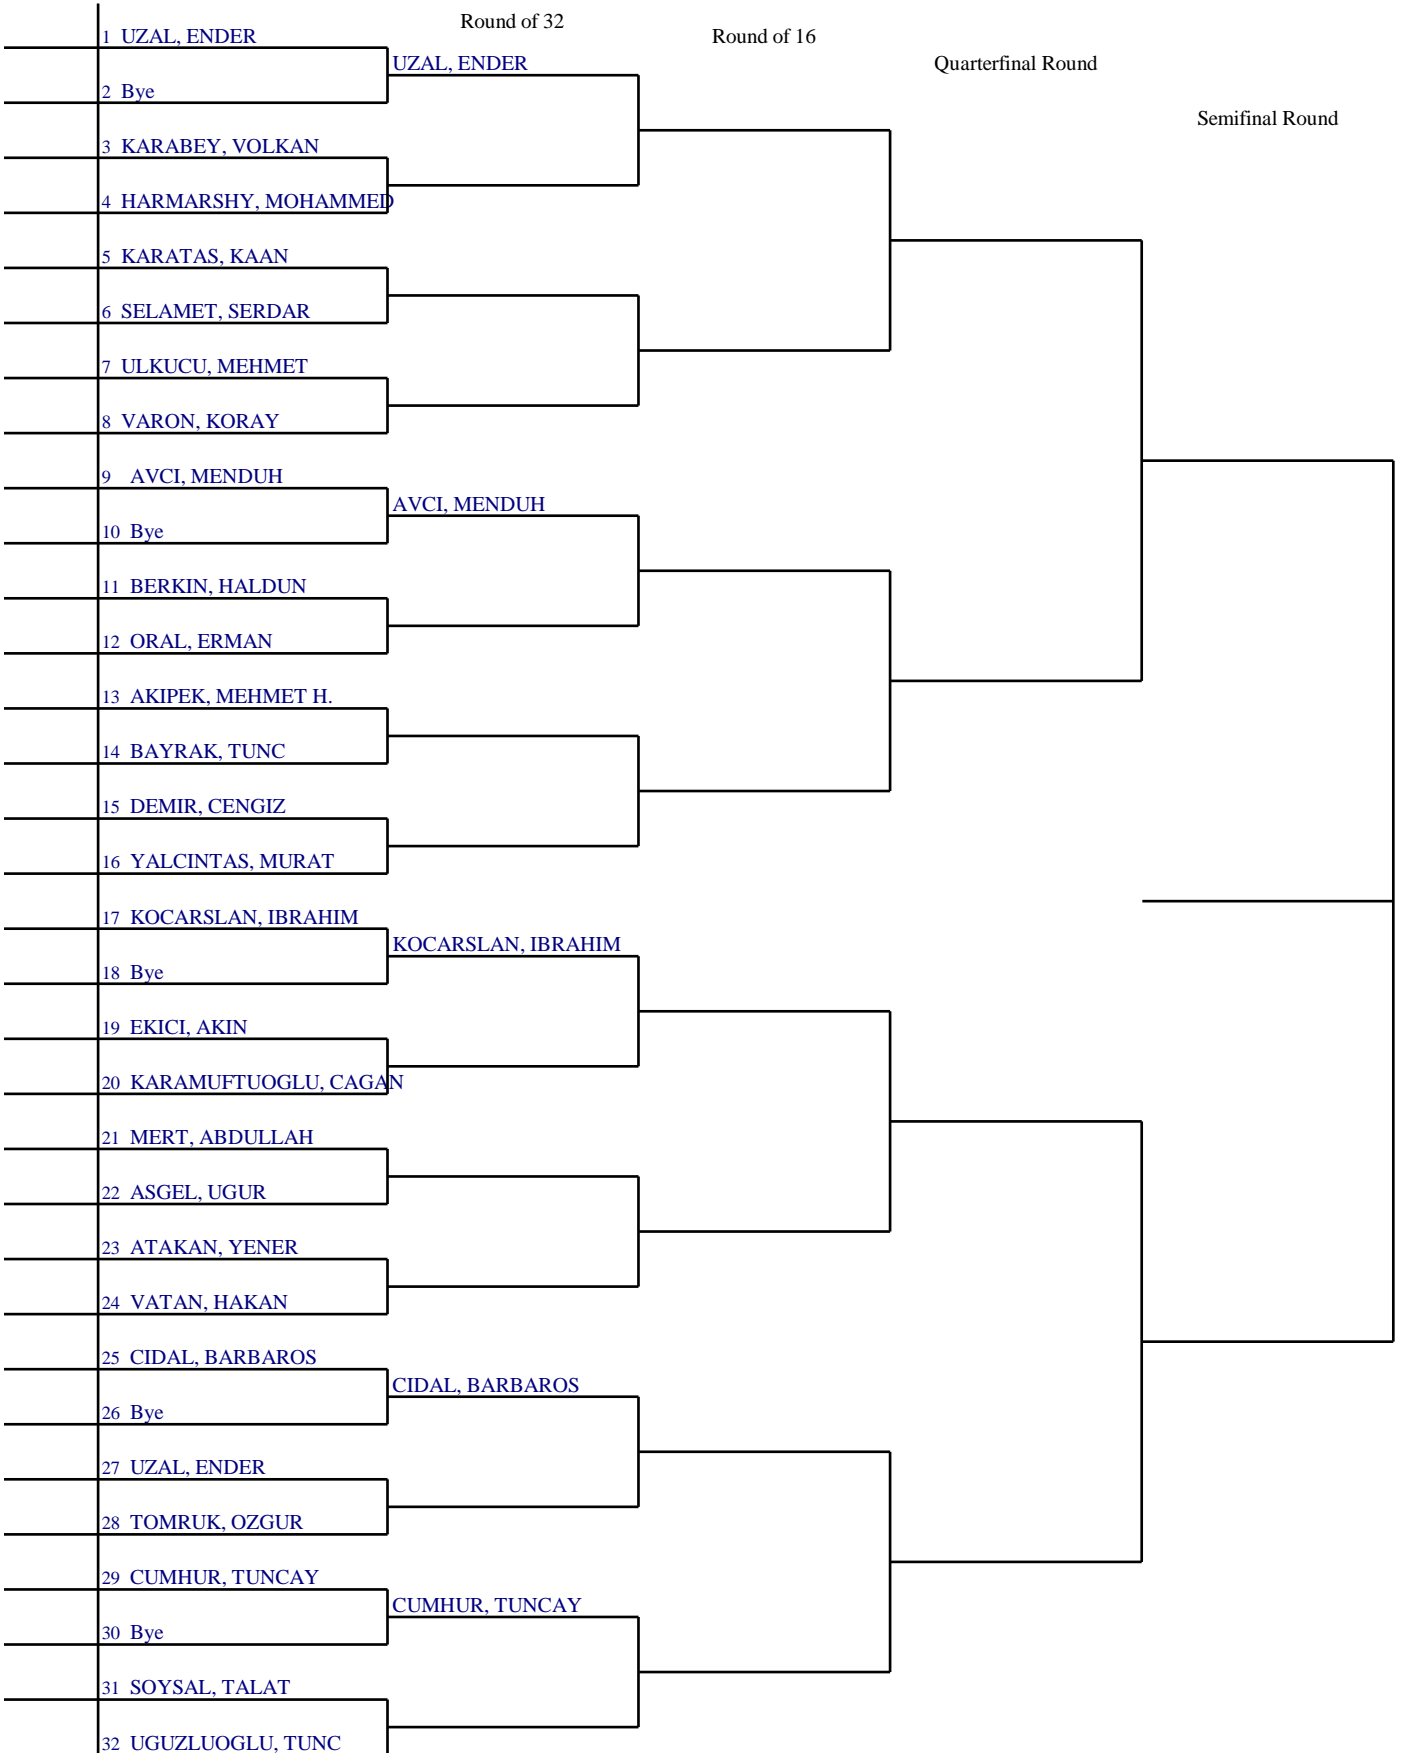 Round of 32
Round of 16
Quarterfinal Round
Semifinal Round
1 UZAL, ENDER
UZAL, ENDER
2 Bye
3 KARABEY, VOLKAN
4 HARMARSHY, MOHAMMED
5 KARATAS, KAAN
6 SELAMET, SERDAR
7 ULKUCU, MEHMET
8 VARON, KORAY
9 AVCI, MENDUH
AVCI, MENDUH
10 Bye
11 BERKIN, HALDUN
12 ORAL, ERMAN
13 AKIPEK, MEHMET H.
14 BAYRAK, TUNC
15 DEMIR, CENGIZ
16 YALCINTAS, MURAT
17 KOCARSLAN, IBRAHIM
KOCARSLAN, IBRAHIM
18 Bye
19 EKICI, AKIN
20 KARAMUFTUOGLU, CAGAN
21 MERT, ABDULLAH
22 ASGEL, UGUR
23 ATAKAN, YENER
24 VATAN, HAKAN
25 CIDAL, BARBAROS
CIDAL, BARBAROS
26 Bye
27 UZAL, ENDER
28 TOMRUK, OZGUR
29 CUMHUR, TUNCAY
CUMHUR, TUNCAY
30 Bye
31 SOYSAL, TALAT
32 UGUZLUOGLU, TUNC